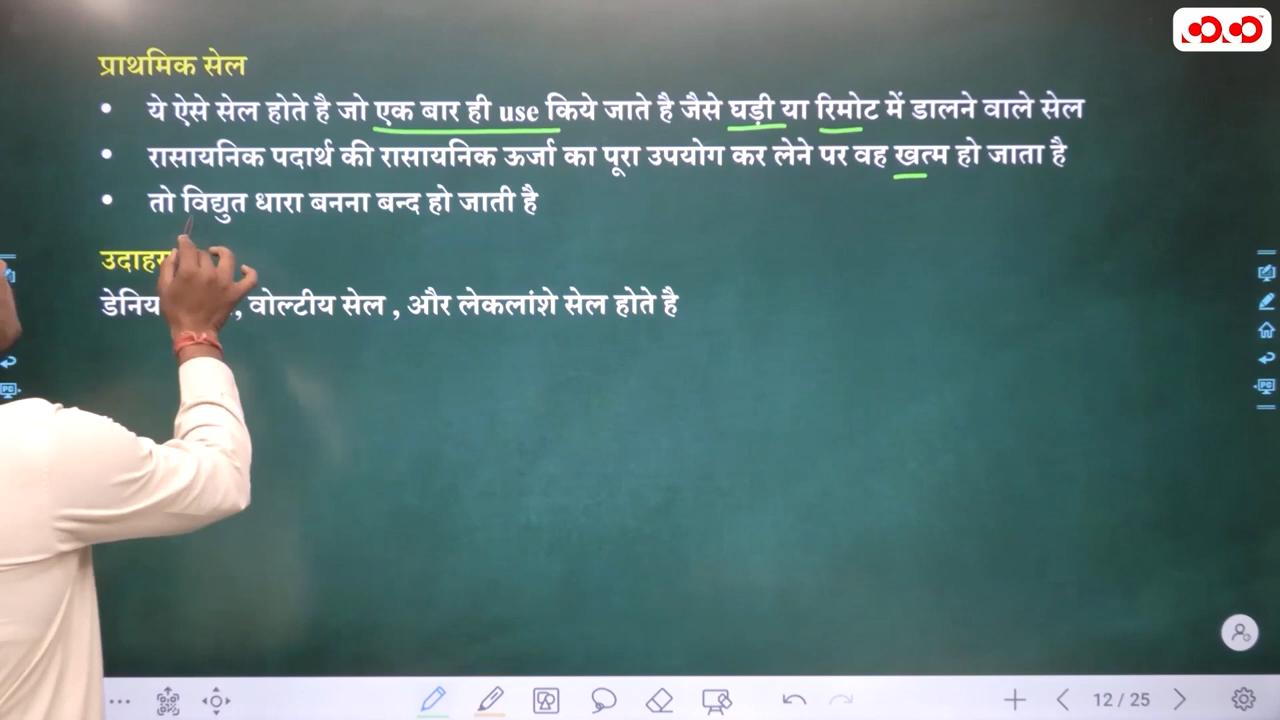 प्राथमिक सेल
• ये ऐसे सेल होते है जो एक बार ही use किये जाते है जैसे घड़ी या रिमोट में डालने वाले सेल
• रासायनिक पदार्थ की रासायनिक ऊर्जा का पूरा उपयोग कर लेने पर वह खत्म हो जाता है
• तो विद्युत धारा बनना बन्द हो जाती है
, वोल्टीय सेल , और लेकलांशे सेल होते है
12 / 25